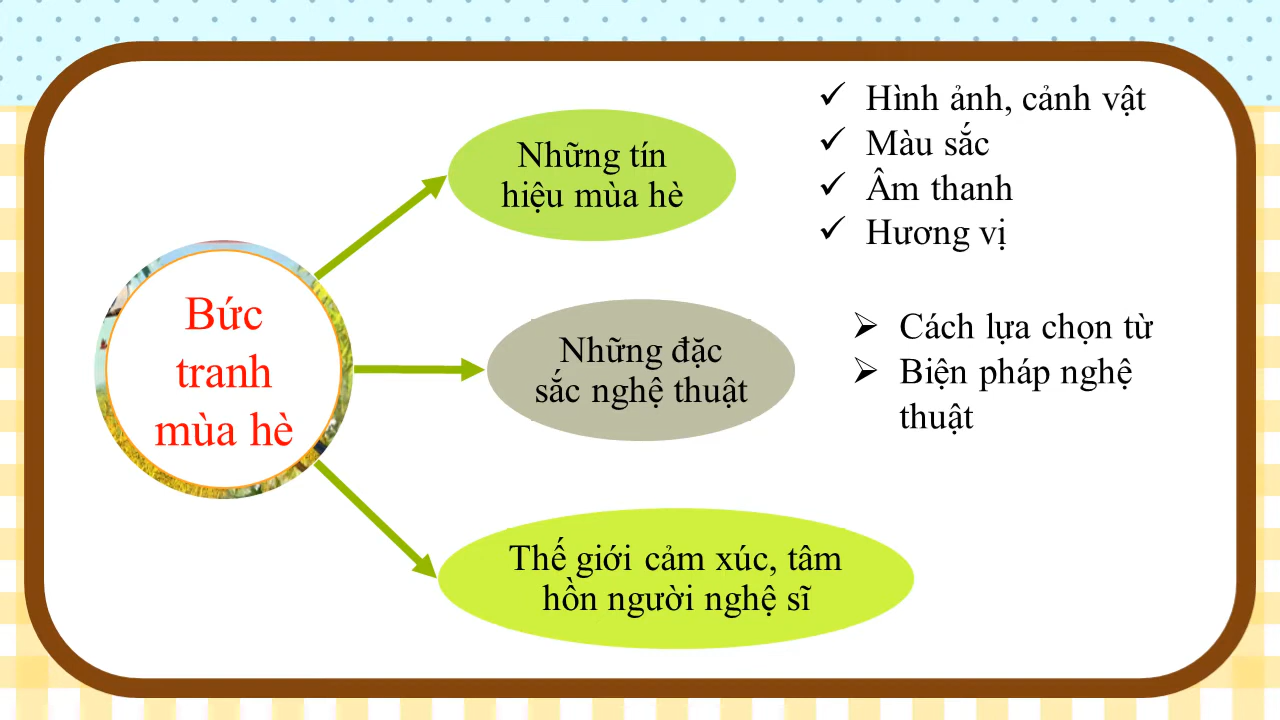 Bức
tranh
mùa hè
Những tín
hiệu mùa hè
Hình ảnh, cảnh vật
Màu sắc
Âm thanh
Hương vị
Những đặc
sắc nghệ thuật
Cách lựa chọn từ
Biện pháp nghệ
thuật
Thế giới cảm xúc, tâm
hồn người nghệ sĩ